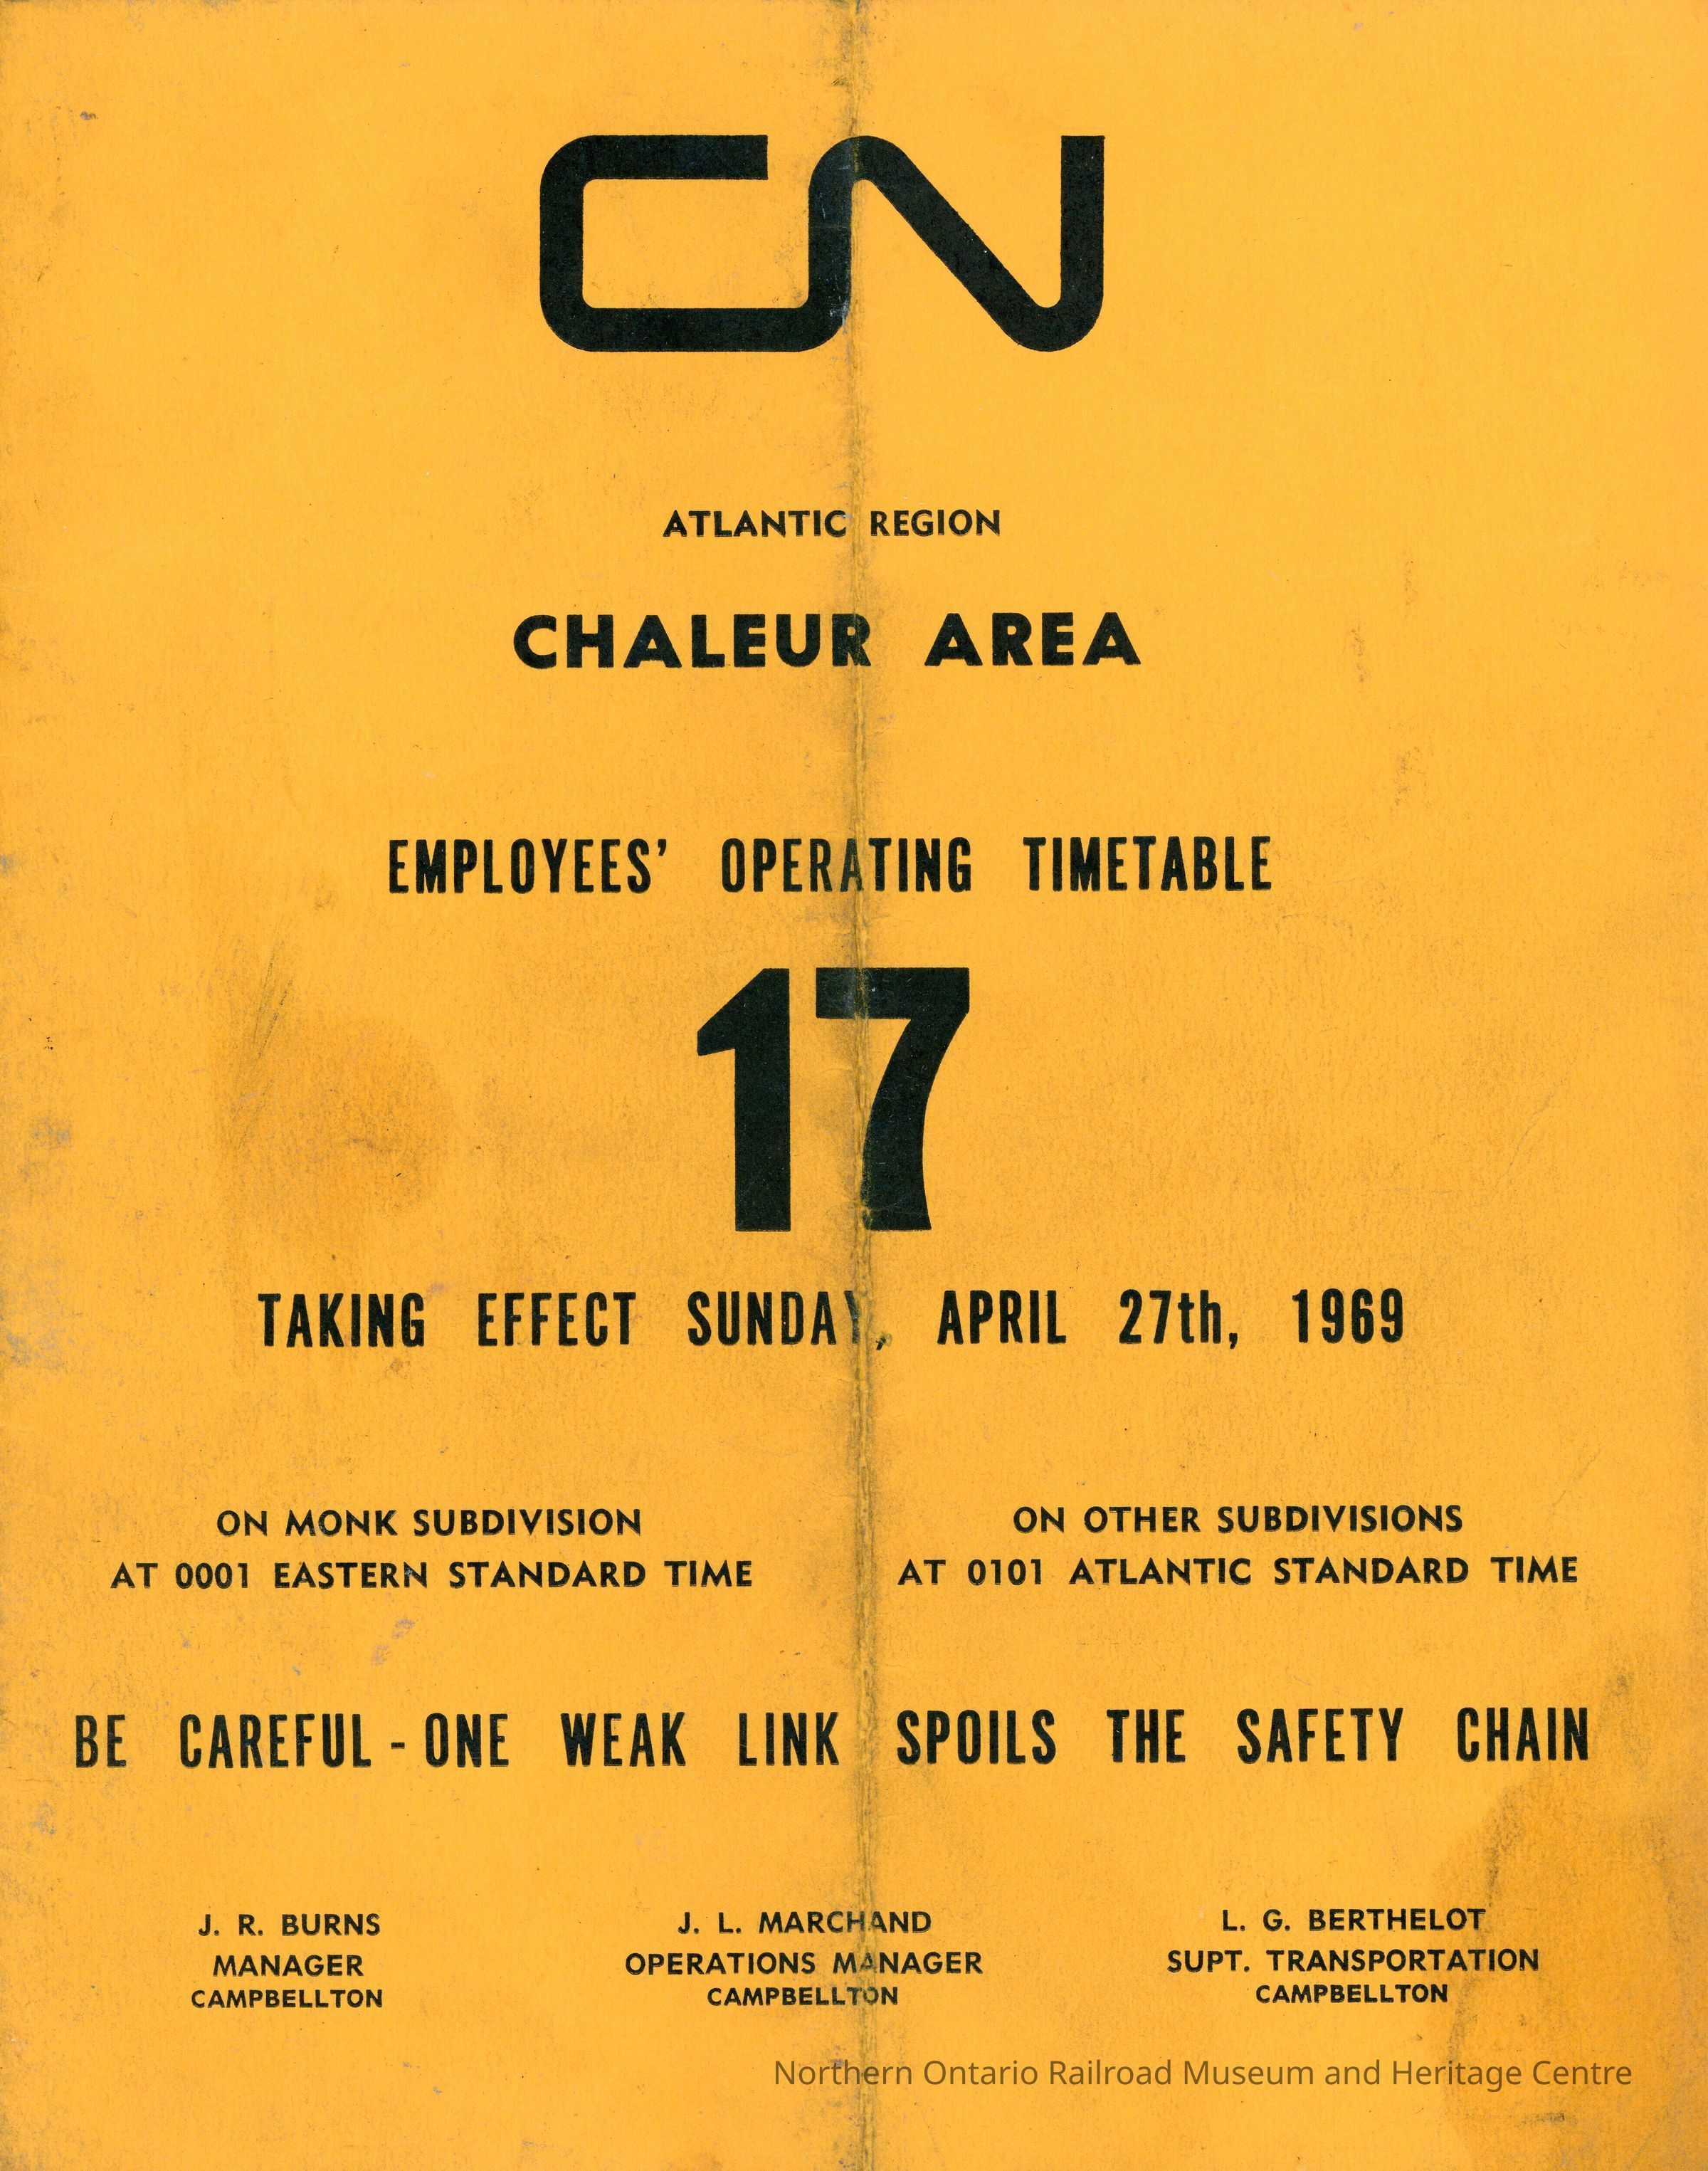 CN
ATLANTIC REGION
CHALEUR AREA
EMPLOYEES' OPERATING TIMETABLE
17
TAKING EFFECT SUNDAY, APRIL 27th, 1969
ON MONK SUBDIVISION
AT 0001 EASTERN STANDARD TIME
ON OTHER SUBDIVISIONS
AT 0101 ATLANTIC STANDARD TIME
BE CAREFUL - ONE WEAK LINK SPOILS THE SAFETY CHAIN
J. R. BURNS
MANAGER
CAMPBELLTON
J. L. MARCHAND
OPERATIONS MANAGER
CAMPBELLTON
L. G. BERTHELOT
SUPT. TRANSPORTATION
CAMPBELLTON
Northern Ontario Railroad Museum and Heritage Centre